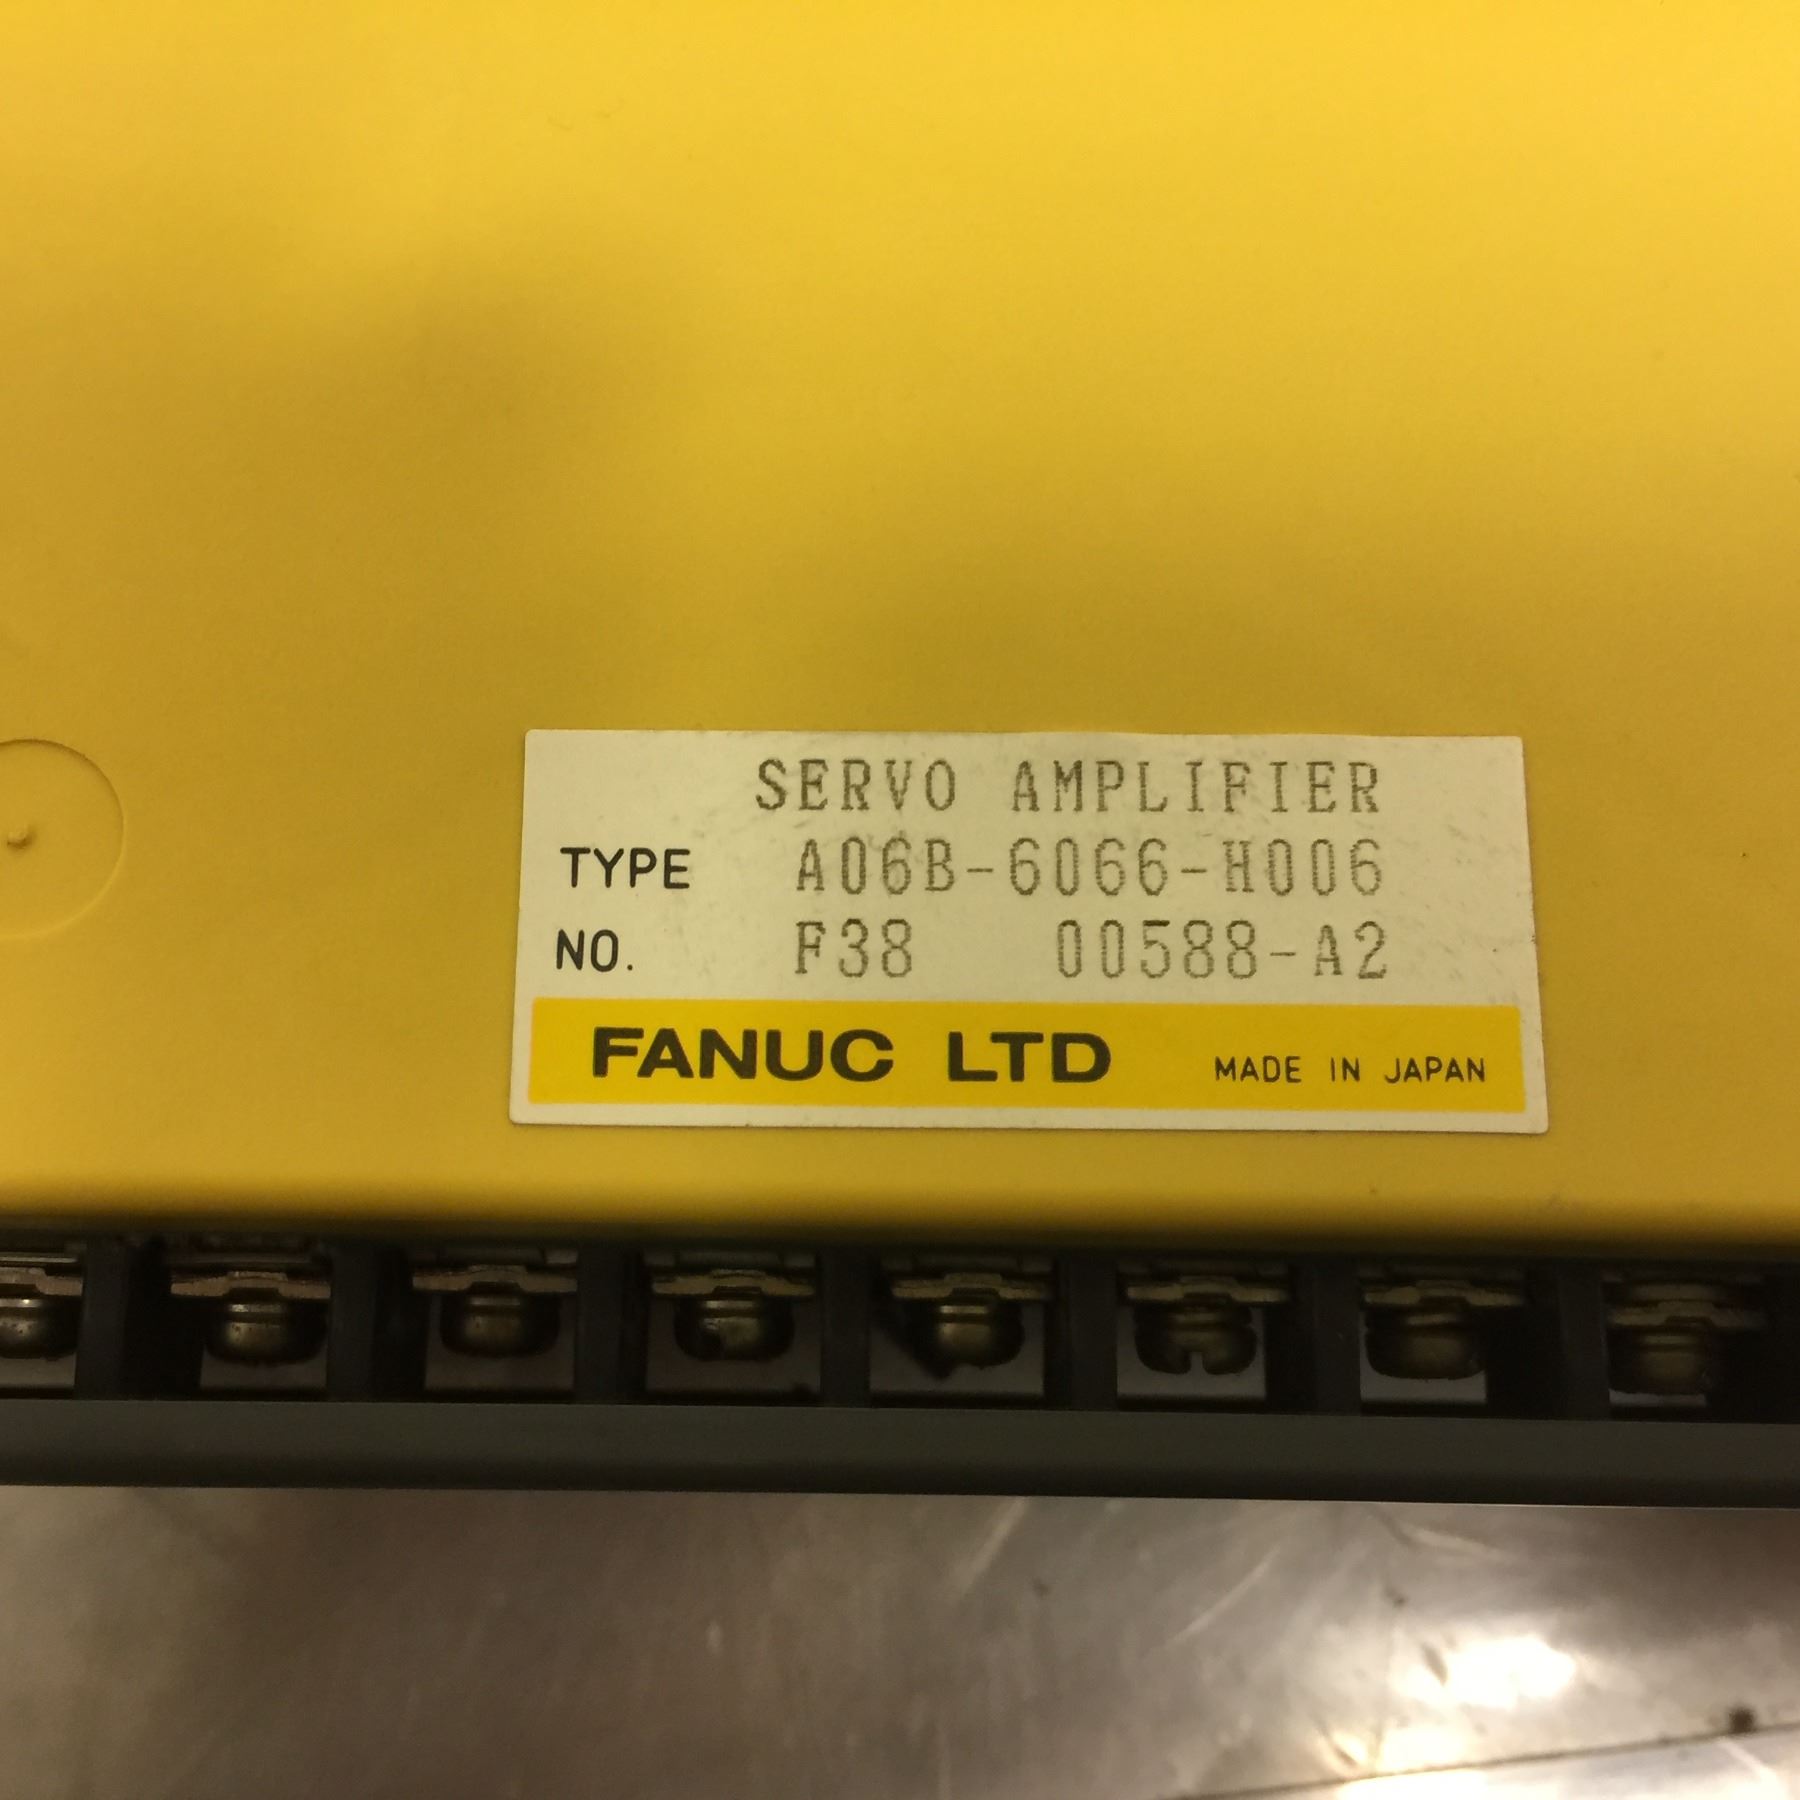 SERVO AMPLIFIER
TYPE A06B-6066-H006
NO. F38 00588-A2
FANUC LTD MADE IN JAPAN